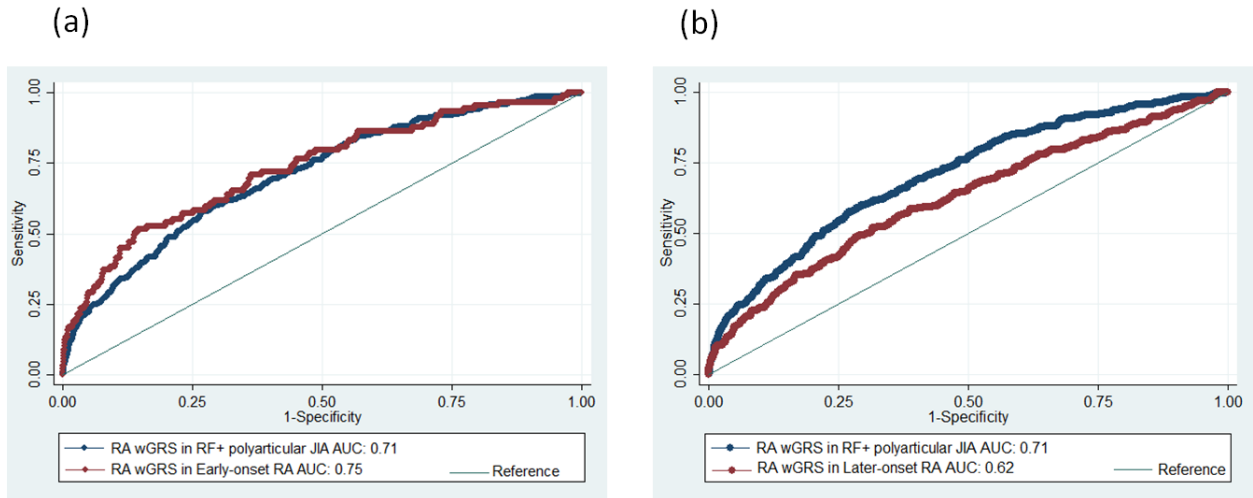 (a)
1.00
0.75
0.50
0.25
0.00
Sensitivity
0.00 0.25 0.50 0.75 1.00
1-Specificity
RA wGRS in RF+ polyarticular JIA AUC: 0.71
RA wGRS in Early-onset RA AUC: 0.75
Reference
(b)
1.00
0.75
0.50
0.25
0.00
Sensitivity
0.00 0.25 0.50 0.75 1.00
1-Specificity
RA wGRS in RF+ polyarticular JIA AUC: 0.71
RA wGRS in Later-onset RA AUC: 0.62
Reference